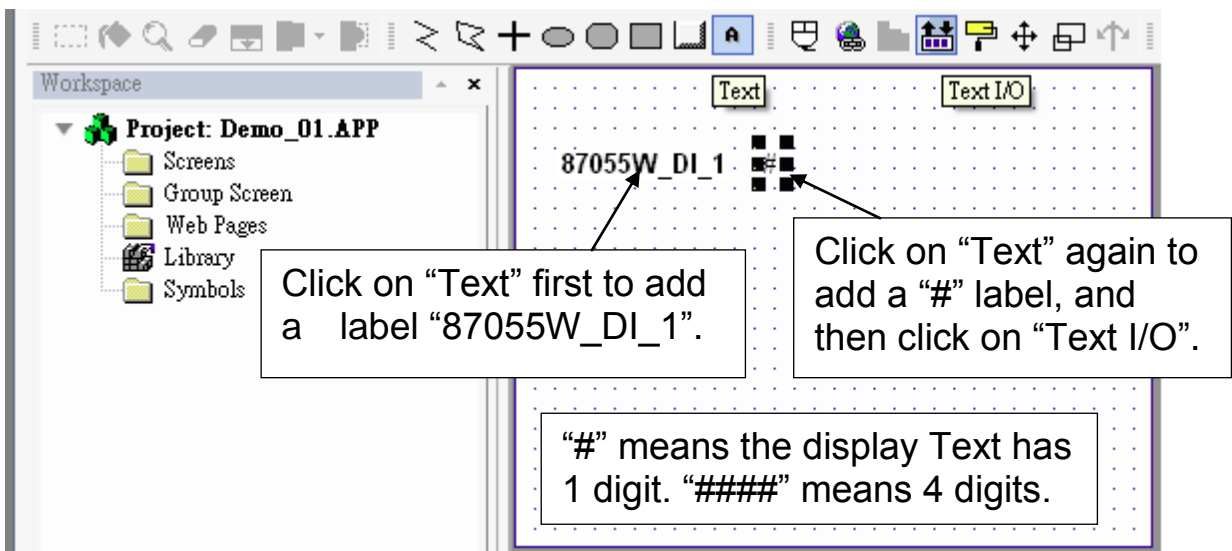 A
Workspace
Text
Text I/O
Project: Demo_01.APP
Screens
Group Screen
Web Pages
Library
Symbols
87055W_DI_1 #
Click on “Text” first to add
a label “87055W_DI_1”.
Click on “Text” again to
add a “#” label, and
then click on “Text I/O”.
“#” means the display Text has
1 digit. “####” means 4 digits.